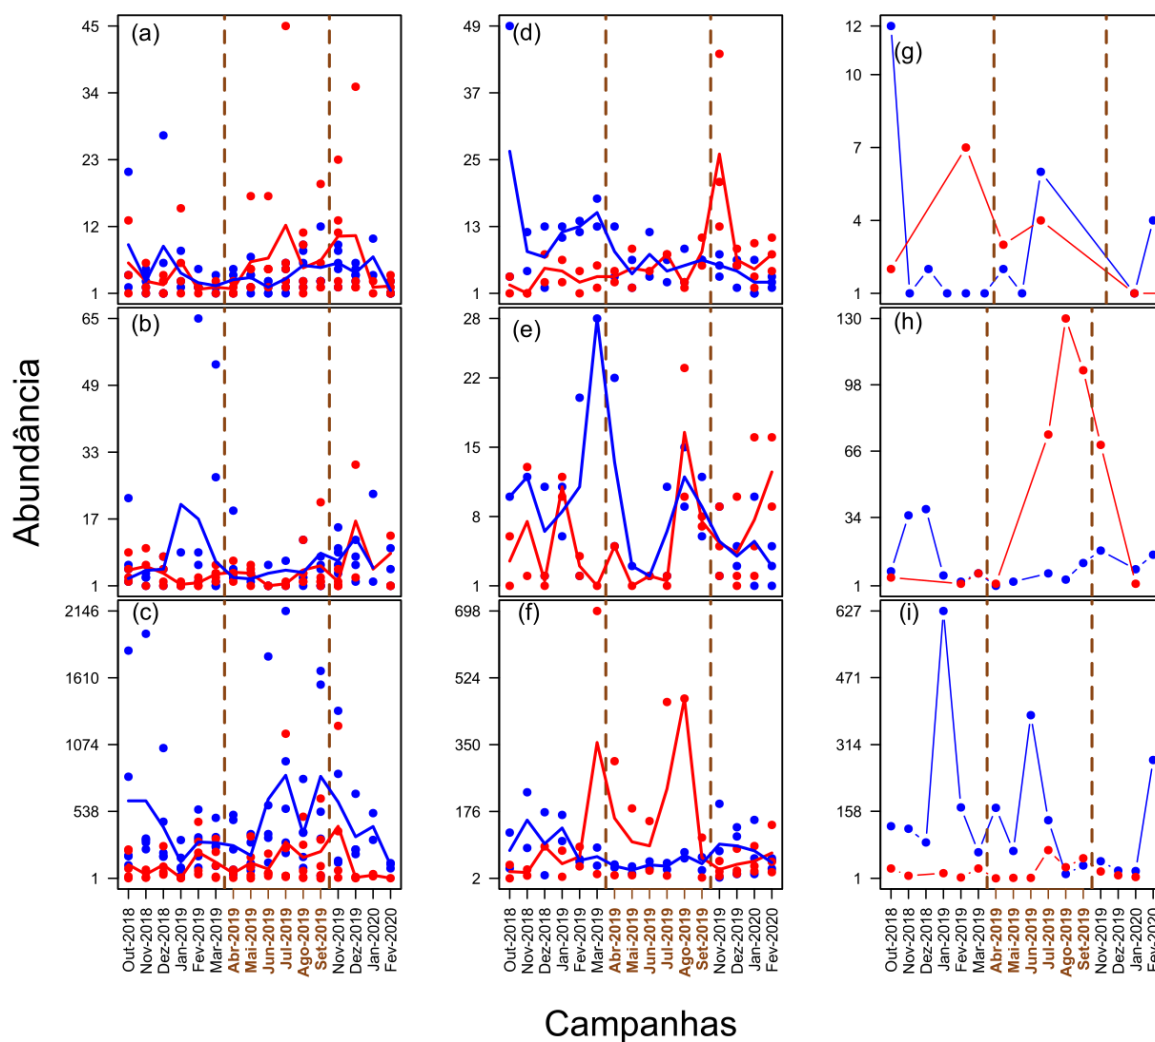 Abundância
(a)
45
34
23
12
1
(d)
49
37
25
13
1
(g)
12
10
7
4
1
(b)
65
49
33
17
1
(e)
28
22
15
8
1
(h)
130
98
66
34
1
(c)
2146
1610
1074
538
1
(f)
698
524
350
176
2
(i)
627
471
314
158
1
Out-2018
Nov-2018
Dez-2018
Jan-2019
Fev-2019
Mar-2019
Abr-2019
Mai-2019
Jun-2019
Jul-2019
Ago-2019
Set-2019
Nov-2019
Dez-2019
Jan-2020
Fev-2020
Out-2018
Nov-2018
Dez-2018
Jan-2019
Fev-2019
Mar-2019
Abr-2019
Mai-2019
Jun-2019
Jul-2019
Ago-2019
Set-2019
Nov-2019
Dez-2019
Jan-2020
Fev-2020
Out-2018
Nov-2018
Dez-2018
Jan-2019
Fev-2019
Mar-2019
Abr-2019
Mai-2019
Jun-2019
Jul-2019
Ago-2019
Set-2019
Nov-2019
Dez-2019
Jan-2020
Fev-2020
Campanhas